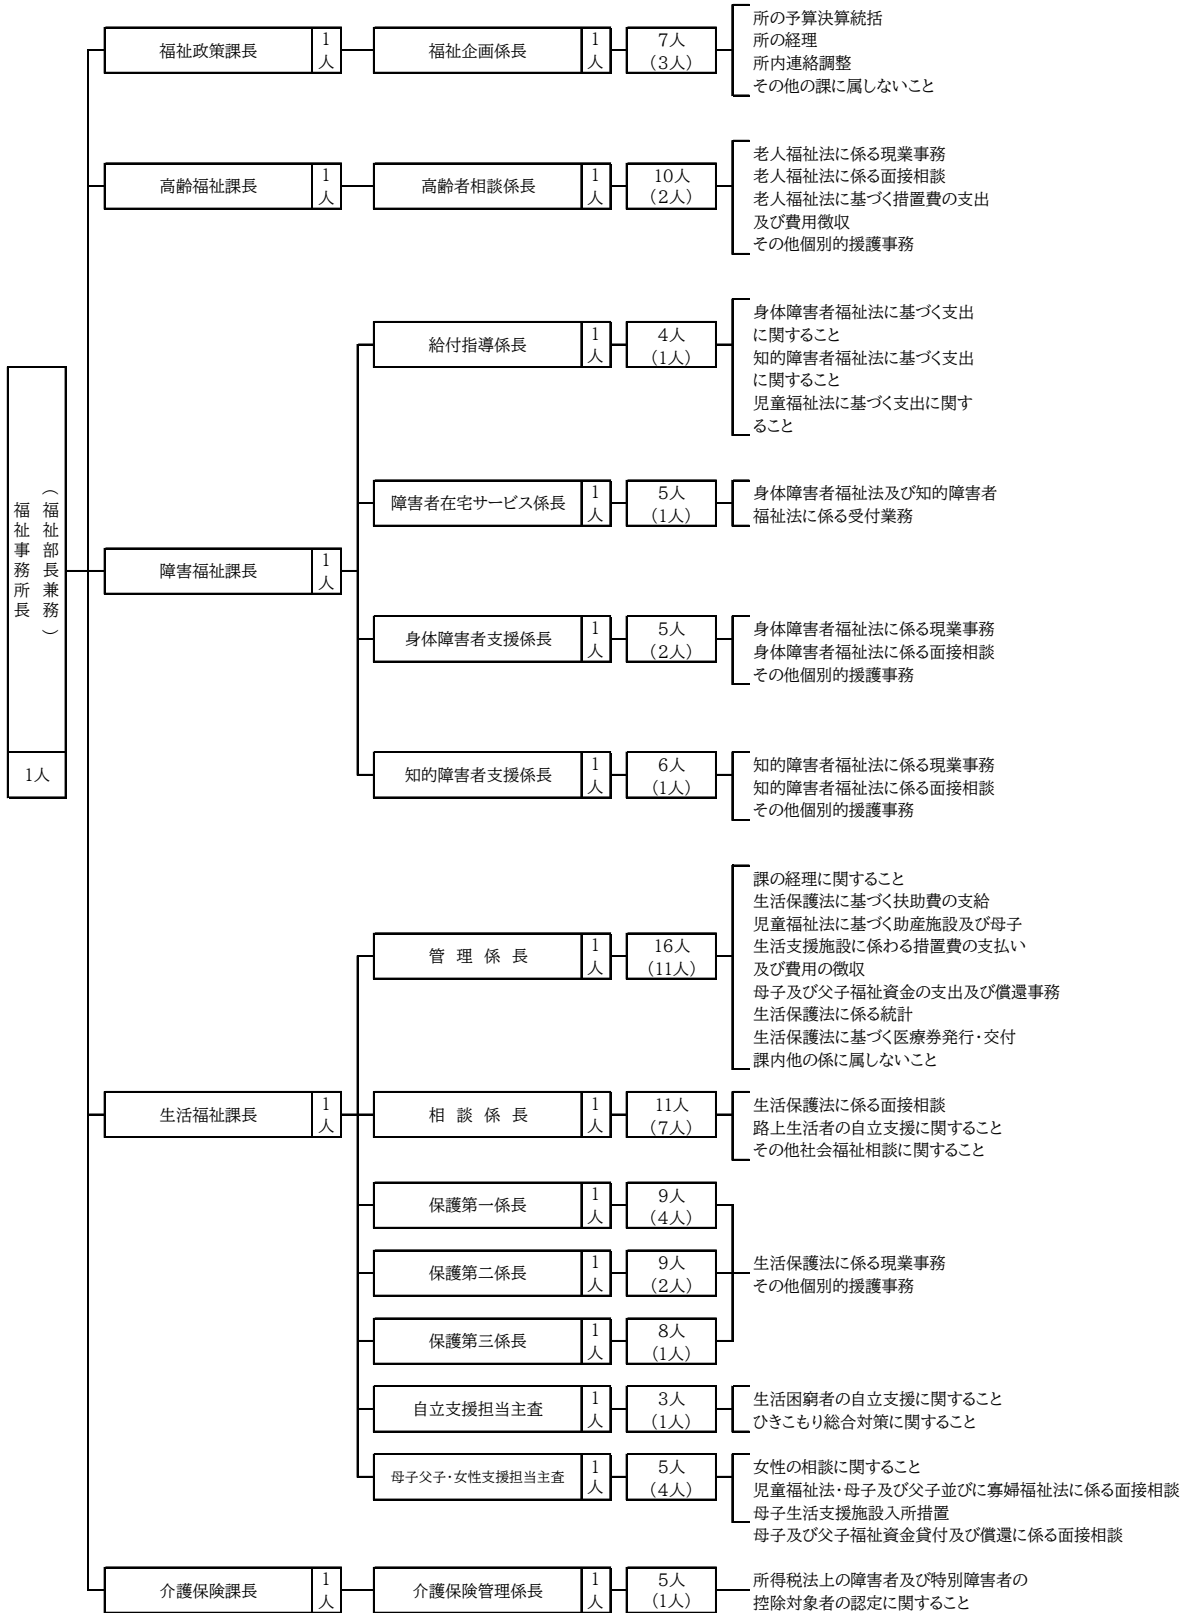 福祉事務所長
（福祉部長兼務）
1人
福祉政策課長
1人
福祉企画係長
1人
7人
（3人）
所の予算決算統括
所の経理
所内連絡調整
その他の課に属しないこと
高齢福祉課長
1人
高齢者相談係長
1人
10人
（2人）
老人福祉法に係る現業事務
老人福祉法に係る面接相談
老人福祉法に基づく措置費の支出
及び費用徴収
その他個別的援護事務
障害福祉課長
1人
給付指導係長
1人
4人
（1人）
身体障害者福祉法に基づく支出
に関すること
知的障害者福祉法に基づく支出
に関すること
児童福祉法に基づく支出に関す
ること
障害者在宅サービス係長
1人
5人
（1人）
身体障害者福祉法及び知的障害者
福祉法に係る受付業務
身体障害者支援係長
1人
5人
（2人）
身体障害者福祉法に係る現業事務
身体障害者福祉法に係る面接相談
その他個別的援護事務
知的障害者支援係長
1人
6人
（1人）
知的障害者福祉法に係る現業事務
知的障害者福祉法に係る面接相談
その他個別的援護事務
生活福祉課長
1人
管理係長
1人
16人
（11人）
課の経理に関すること
生活保護法に基づく扶助費の支給
児童福祉法に基づく助産施設及び母子
生活支援施設に係わる措置費の支払い
及び費用の徴収
母子及び父子福祉資金の支出及び償還事務
生活保護法に係る統計
生活保護法に基づく医療券発行・交付
課内他の係に属しないこと
相談係長
1人
11人
（7人）
生活保護法に係る面接相談
路上生活者の自立支援に関すること
その他社会福祉相談に関すること
保護第一係長
1人
9人
（4人）
保護第二係長
1人
9人
（2人）
保護第三係長
1人
8人
（1人）
生活保護法に係る現業事務
その他個別的援護事務
自立支援担当主査
1人
3人
（1人）
生活困窮者の自立支援に関すること
ひきこもり総合対策に関すること
母子父子・女性支援担当主査
1人
5人
（4人）
女性の相談に関すること
児童福祉法・母子及び父子並びに寡婦福祉法に係る面接相談
母子生活支援施設入所措置
母子及び父子福祉資金貸付及び償還に係る面接相談
介護保険課長
1人
介護保険管理係長
1人
5人
（1人）
所得税法上の障害者及び特別障害者の
控除対象者の認定に関すること